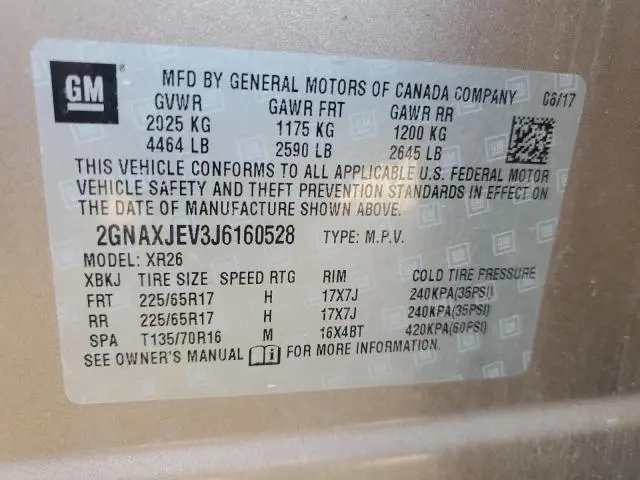 GM
MFD BY GENERAL MOTORS OF CANADA COMPANY 08/17
GVWR GAWR FRT GAWR RR
2025 KG 1175 KG 1200 KG
4464 LB 2590 LB 2645 LB
THIS VEHICLE CONFORMS TO ALL APPLICABLE U.S. FEDERAL MOTOR
VEHICLE SAFETY AND THEFT PREVENTION STANDARDS IN EFFECT ON
THE DATE OF MANUFACTURE SHOWN ABOVE.
2GNAXJEV3J6160528 TYPE: M.P.V.
MODEL: XR26
XBKJ TIRE SIZE SPEED RTG RIM COLD TIRE PRESSURE
FRT 225/65R17 H 17X7J 240KPA(35PSI)
RR 225/65R17 H 17X7J 240KPA(35PSI)
SPA T135/70R16 M 16X4BT 420KPA(60PSI)
SEE OWNER'S MANUAL i FOR MORE INFORMATION.